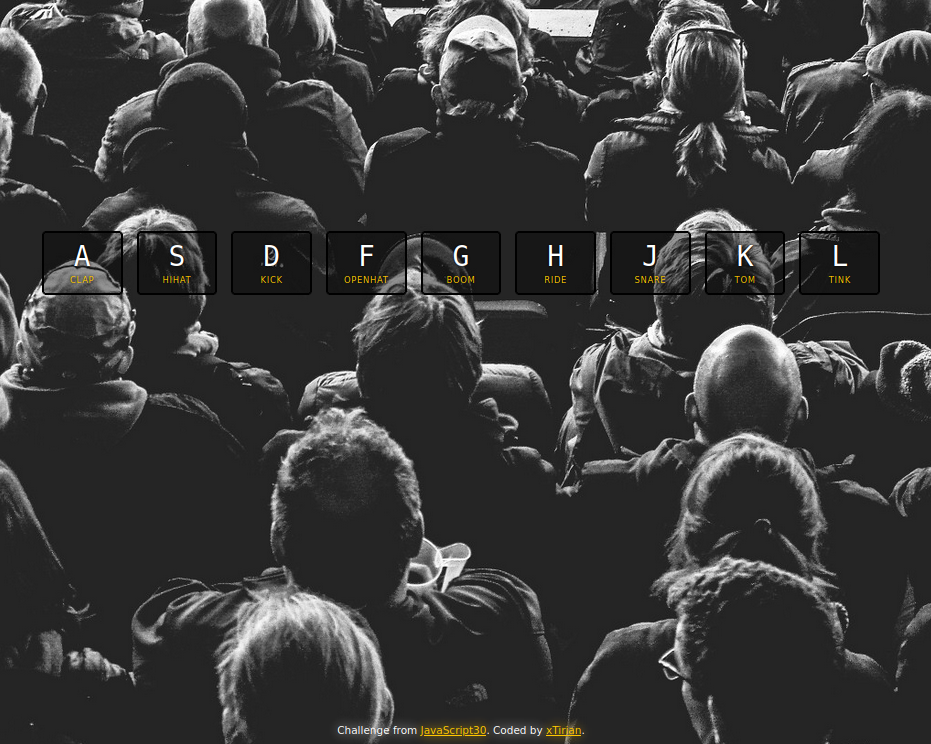 A S D F G H J K L
CLAP HIHAT KICK OPENHAT BOOM RIDE SNARE TOM TINK
Challenge from JavaScript30. Coded by xTirian.